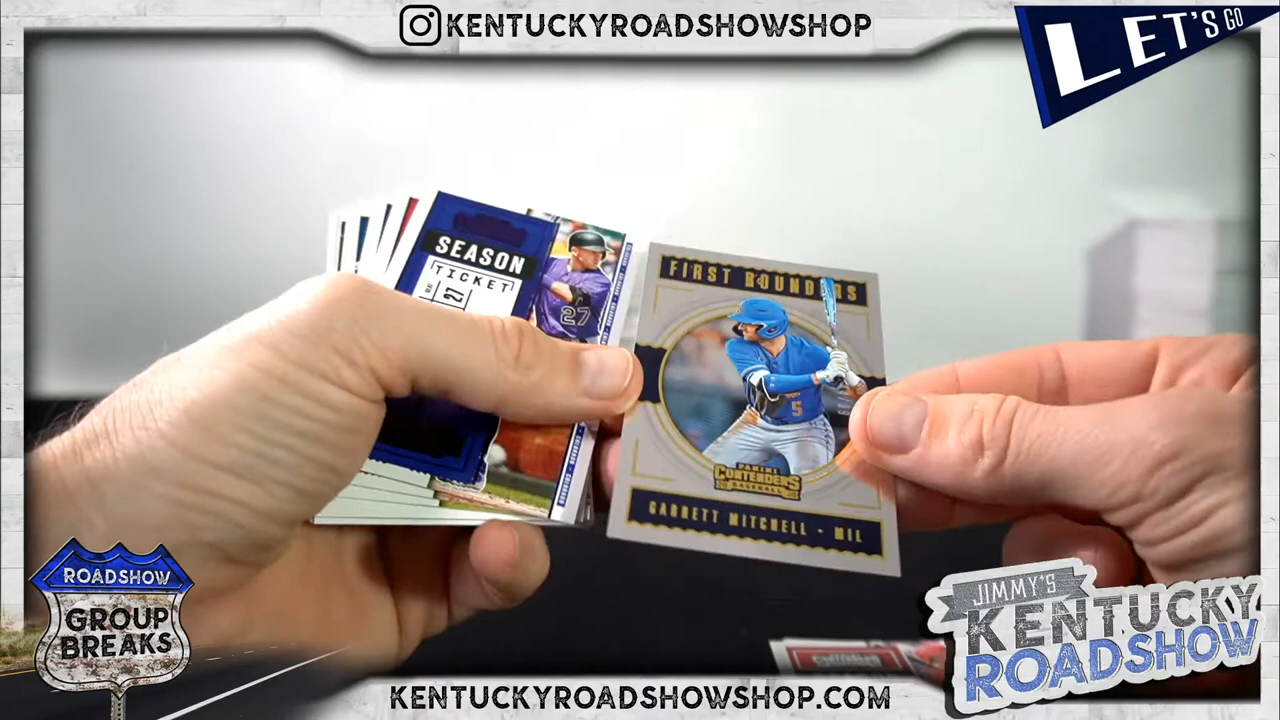 KENTUCKYROADSHOWSHOP
LET'S GO
SEASON
TICKET
27
27
FIRST ROUNDERS
5
PANINI
CONTENDERS
BASEBALL
GARRETT MITCHELL - MIL
ROADSHOW
GROUP
BREAKS
JIMMY'S
KENTUCKY
ROADSHOW
KENTUCKYROADSHOWSHOP.COM